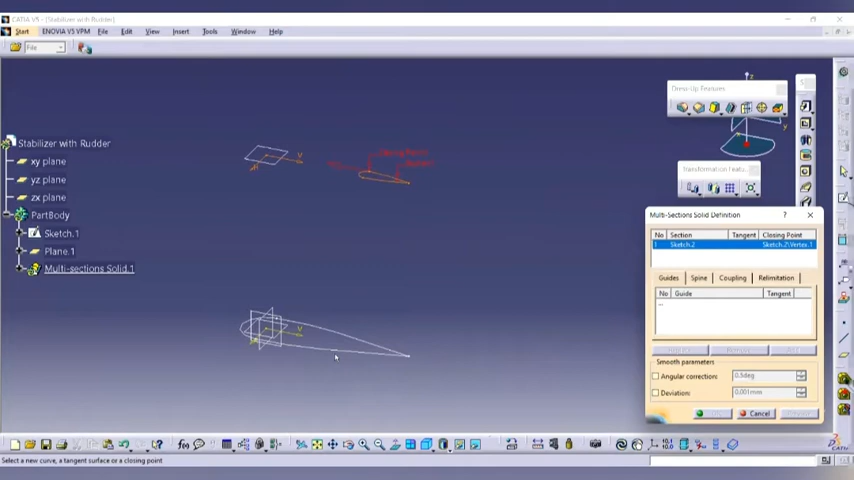 CATIA V5 - [Stabilizer with Rudder]
Start ENOVIA V5 VPM File Edit View Insert Tools Window Help
File
Dress-Up Features
Stabilizer with Rudder
xy plane
yz plane
zx plane
PartBody
Sketch.1
Plane.1
Multi-sections Solid.1
Transformation Featu...
Multi-Sections Solid Definition
No Section Tangent Closing Point
1 Sketch.2 Sketch.2\Vertex.1
Guides Spine Coupling Relimitation
No Guide Tangent
...
Smooth parameters
Angular correction: 0.5deg
Deviation: 0.001mm
Cancel
Select a new curve, a tangent surface or a closing point